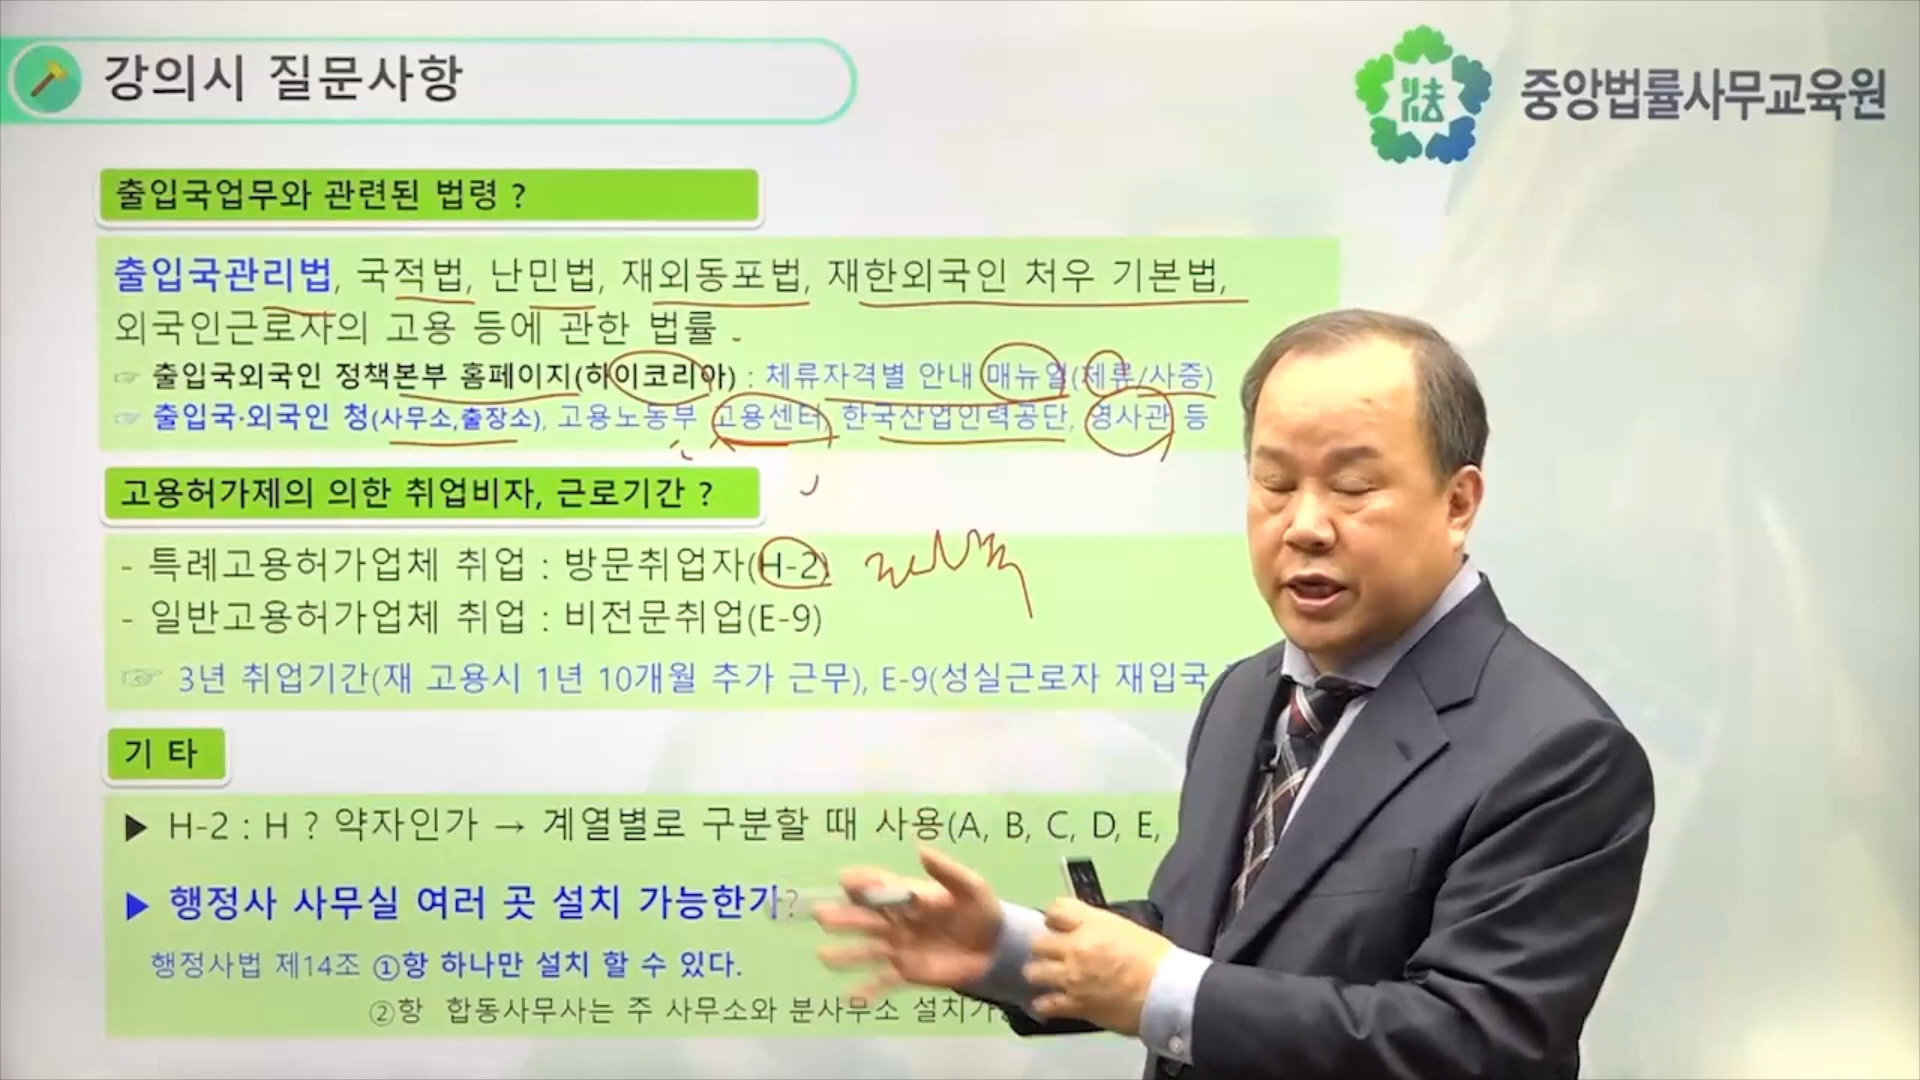 강의시 질문사항
중앙법률사무교육원
출입국업무와 관련된 법령 ?
출입국관리법, 국적법, 난민법, 재외동포법, 재한외국인 처우 기본법,
외국인근로자의 고용 등에 관한 법률 .
☞ 출입국외국인 정책본부 홈페이지(하이코리아) : 체류자격별 안내 매뉴얼(체류/사증)
☞ 출입국·외국인 청(사무소,출장소), 고용노동부 고용센터, 한국산업인력공단, 영사관 등
고용허가제의 의한 취업비자, 근로기간 ?
- 특례고용허가업체 취업 : 방문취업자(H-2)
- 일반고용허가업체 취업 : 비전문취업(E-9)
☞ 3년 취업기간(재 고용시 1년 10개월 추가 근무), E-9(성실근로자 재입국
기 타
▶ H-2 : H ? 약자인가 → 계열별로 구분할 때 사용(A, B, C, D, E,
▶ 행정사 사무실 여러 곳 설치 가능한가?
행정사법 제14조 ①항 하나만 설치 할 수 있다.
②항 합동사무사는 주 사무소와 분사무소 설치가